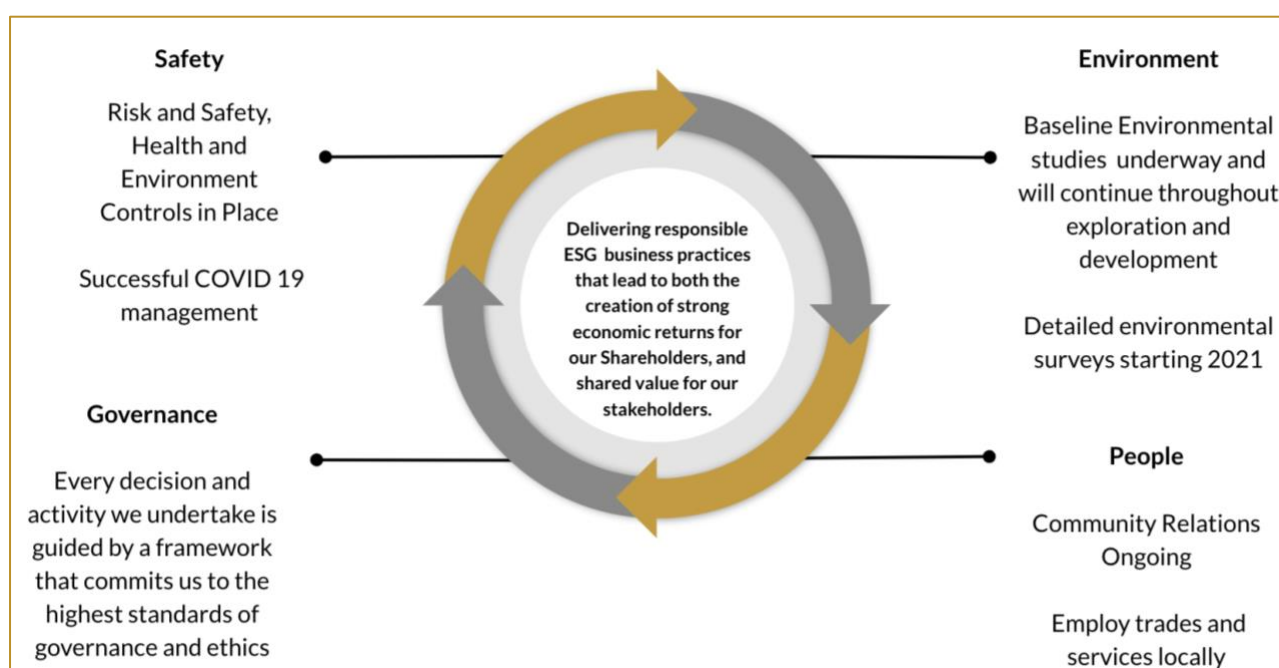 Safety
Risk and Safety,
Health and
Environment
Controls in Place
Successful COVID 19
management
Governance
Every decision and
activity we undertake is
guided by a framework
that commits us to the
highest standards of
governance and ethics
Delivering responsible
ESG business practices
that lead to both the
creation of strong
economic returns for
our Shareholders, and
shared value for our
stakeholders.
Environment
Baseline Environmental
studies underway and
will continue throughout
exploration and
development
Detailed environmental
surveys starting 2021
People
Community Relations
Ongoing
Employ trades and
services locally